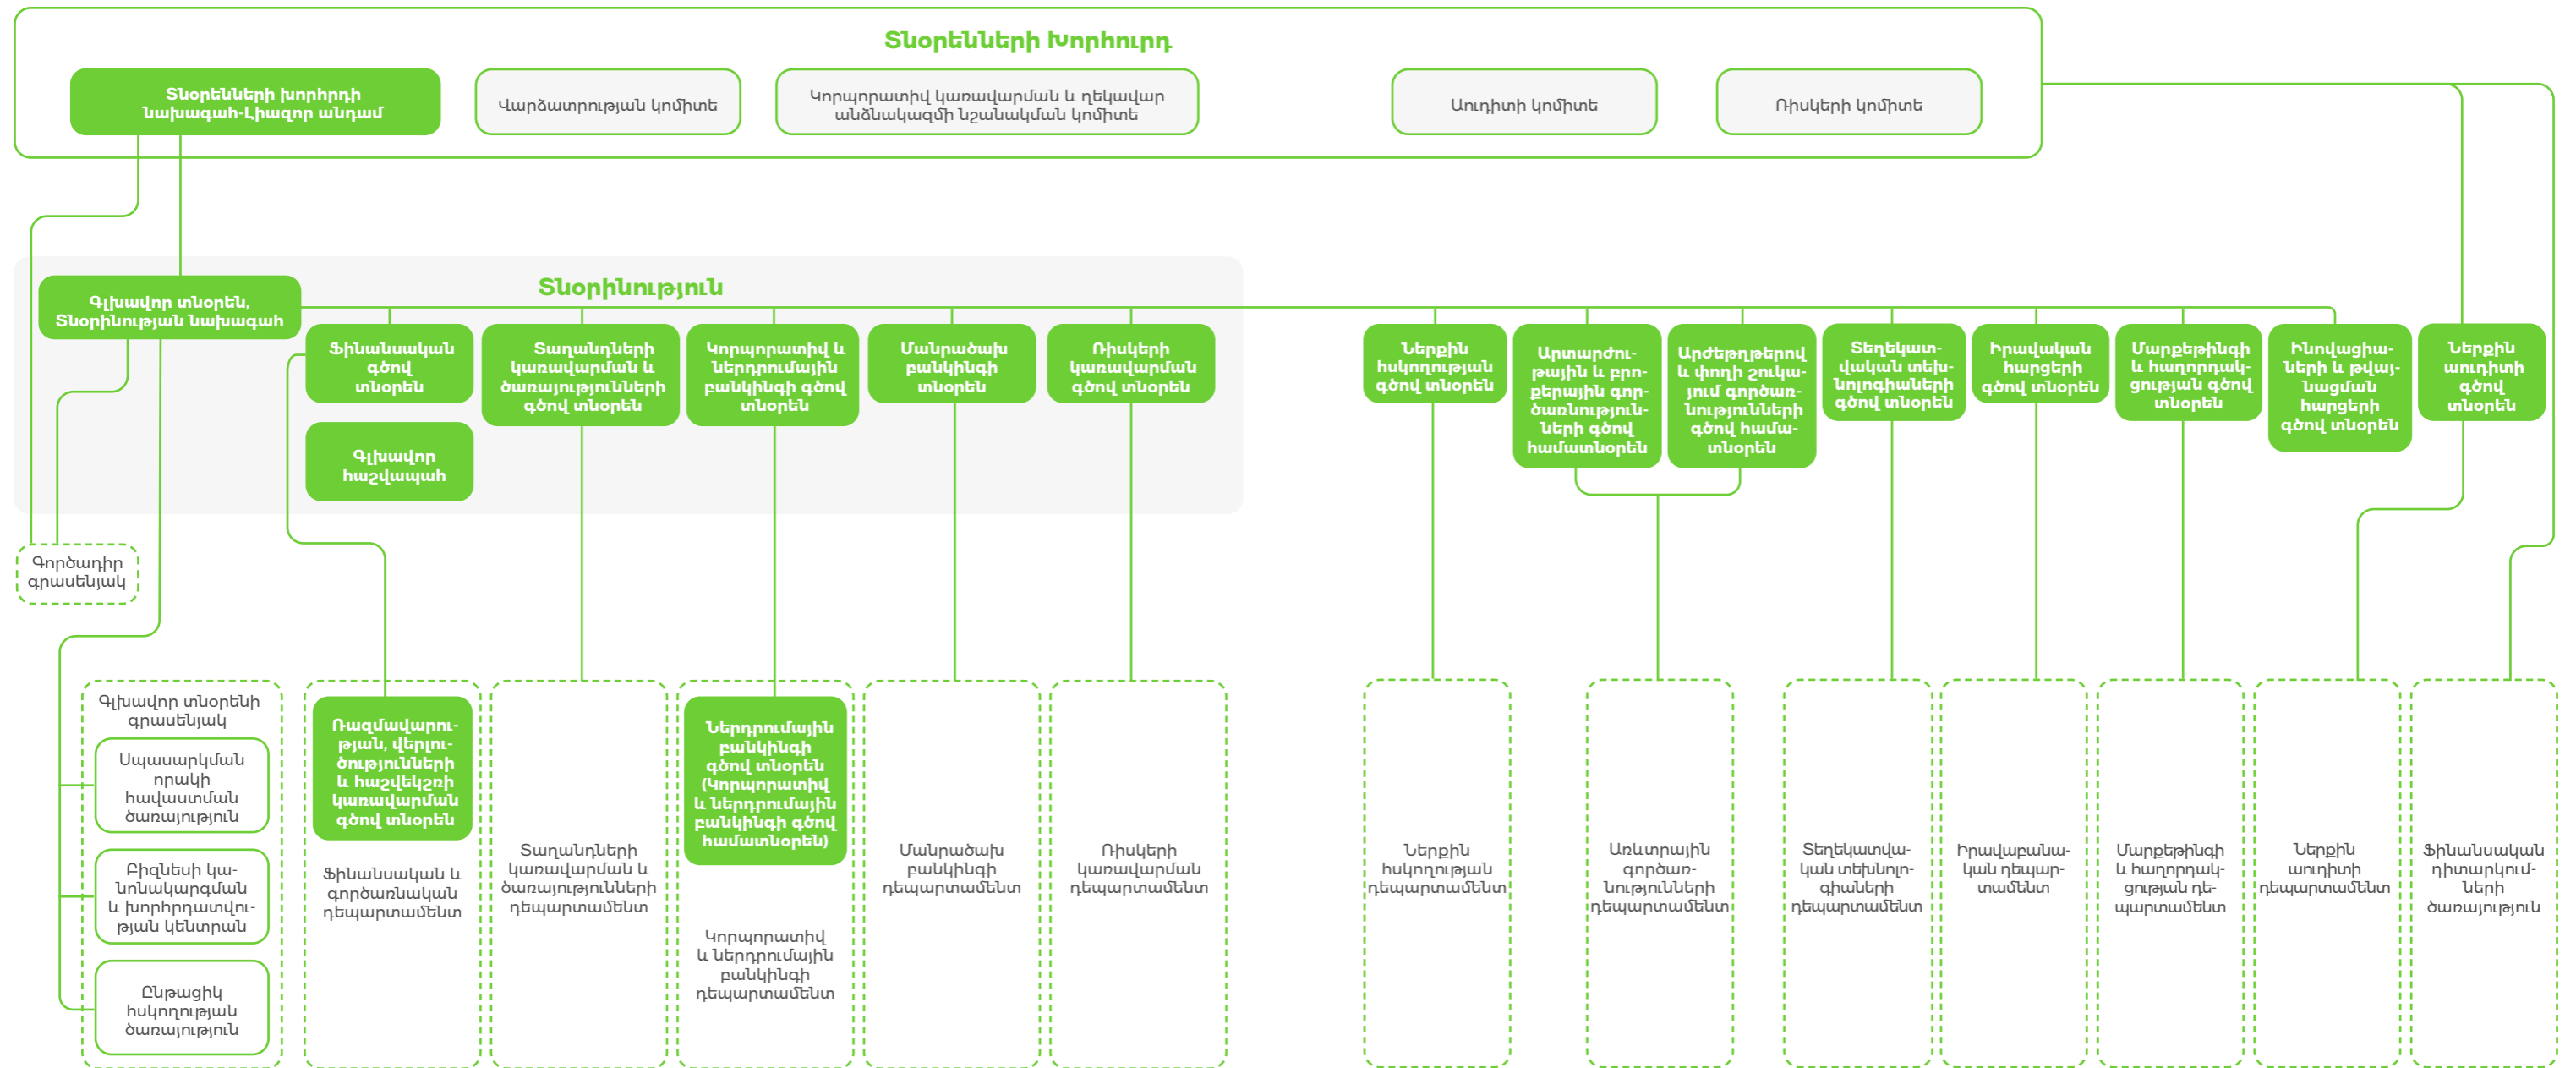 Տնօրենների Խորհուրդ
Տնօրենների խորհրդի
նախագահ-Լիազոր անդամ
Վարձատրության կոմիտե
Կորպորատիվ կառավարման և ղեկավար
անձնակազմի նշանակման կոմիտե
Աուդիտի կոմիտե
Ռիսկերի կոմիտե
Տնօրինություն
Գլխավոր տնօրեն,
Տնօրինության նախագահ
Ֆինանսական
գծով
տնօրեն
Գլխավոր
հաշվապահ
Տաղանդների
կառավարման և
ծառայությունների
գծով տնօրեն
Կորպորատիվ և
ներդրումային
բանկինգի գծով
տնօրեն
Մանրածախ
բանկինգի
տնօրեն
Ռիսկերի
կառավարման
գծով տնօրեն
Ներքին
հսկողության
գծով տնօրեն
Արտարժու-
թային և բրո-
քերային գոր-
ծառնություն-
ների գծով
համատնօրեն
Արժեթղթերով
և փողի շուկա-
յում գործառ-
նությունների
գծով համա-
տնօրեն
Տեղեկատ-
վական տեխ-
նոլոգիաների
գծով տնօրեն
Իրավական
հարցերի
գծով տնօրեն
Մարքեթինգի
և հաղորդակ-
ցության գծով
տնօրեն
Ինովացիա-
ների և թվայ-
նացման
հարցերի
գծով տնօրեն
Ներքին
աուդիտի
գծով
տնօրեն
Գործադիր
գրասենյակ
Գլխավոր տնօրենի
գրասենյակ
Սպասարկման
որակի
հավաստման
ծառայություն
Բիզնեսի կա-
նոնակարգման
և խորհրդատվու-
թյան կենտրան
Ընթացիկ
հսկողության
ծառայություն
Ռազմավարու-
թյան, վերլու-
ծությունների
և հաշվեկշռի
կառավարման
գծով տնօրեն
Ֆինանսական և
գործառնական
դեպարտամենտ
Տաղանդների
կառավարման և
ծառայությունների
դեպարտամենտ
Ներդրումային
բանկինգի
գծով տնօրեն
(Կորպորատիվ
և ներդրումային
բանկինգի գծով
համատնօրեն)
Կորպորատիվ
և ներդրումային
բանկինգի
դեպարտամենտ
Մանրածախ
բանկինգի
դեպարտամենտ
Ռիսկերի
կառավարման
դեպարտամենտ
Ներքին
հսկողության
դեպարտամենտ
Առևտրային
գործառ-
նությունների
դեպարտամենտ
Տեղեկատվա-
կան տեխնոլո-
գիաների
դեպարտամենտ
Իրավաբանա-
կան դեպար-
տամենտ
Մարքեթինգի
և հաղորդակ-
ցության դե-
պարտամենտ
Ներքին
աուդիտի
դեպարտամենտ
Ֆինանսական
դիտարկում-
ների
ծառայություն